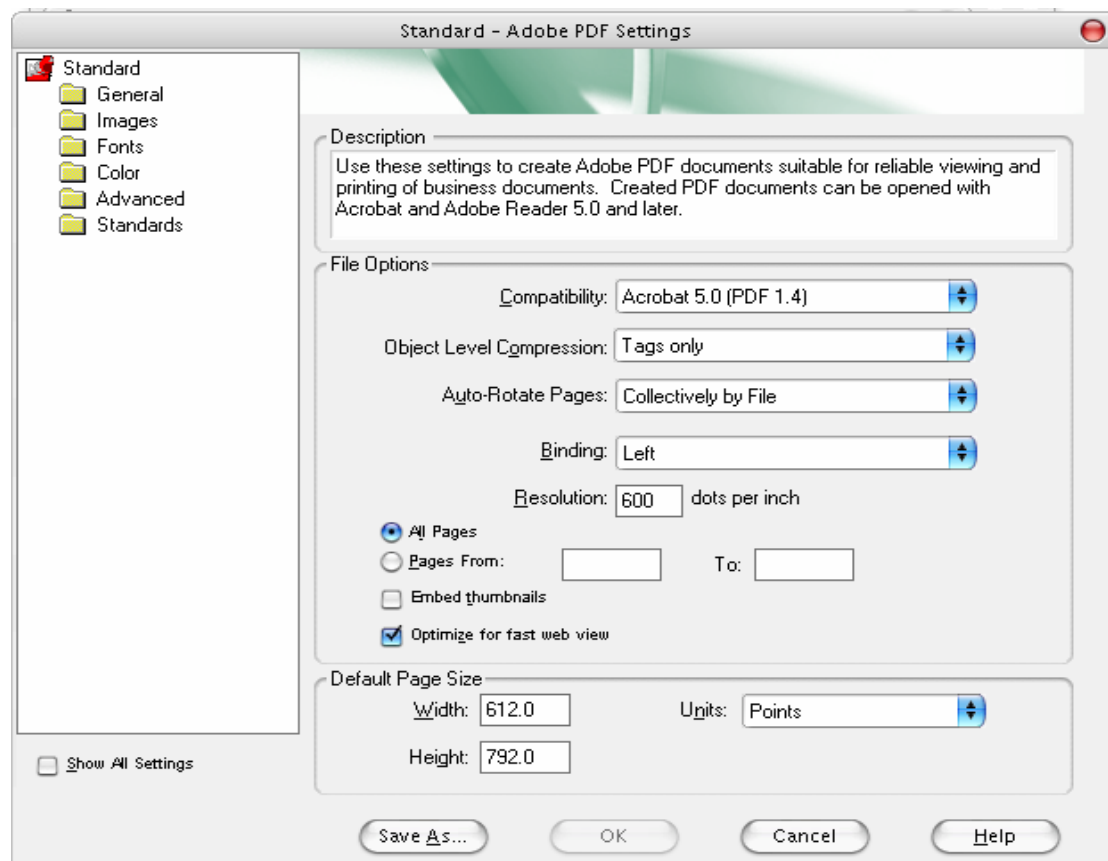 Standard - Adobe PDF Settings
Standard
General
Images
Fonts
Color
Advanced
Standards
Show All Settings
Description
Use these settings to create Adobe PDF documents suitable for reliable viewing and
printing of business documents. Created PDF documents can be opened with
Acrobat and Adobe Reader 5.0 and later.
File Options
Compatibility: Acrobat 5.0 (PDF 1.4)
Object Level Compression: Tags only
Auto-Rotate Pages: Collectively by File
Binding: Left
Resolution: 600 dots per inch
All Pages
Pages From: To:
Embed thumbnails
Optimize for fast web view
Default Page Size
Width: 612.0 Units: Points
Height: 792.0
Save As... OK Cancel Help